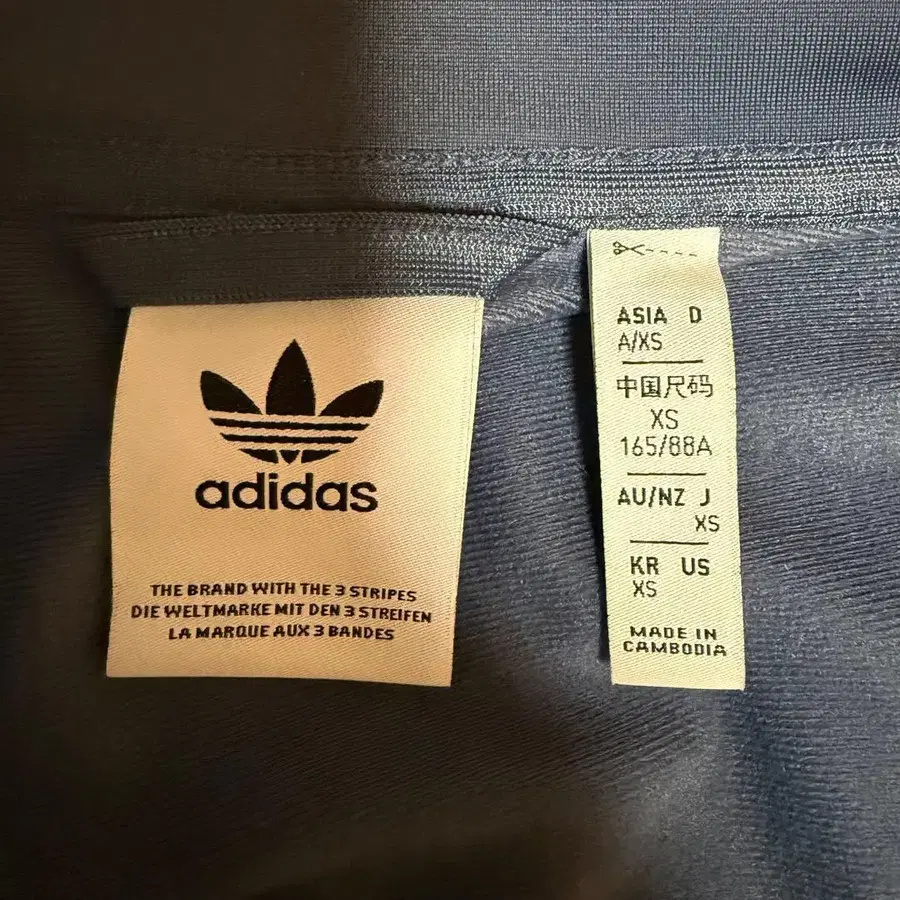 adidas
THE BRAND WITH THE 3 STRIPES
DIE WELTMARKE MIT DEN 3 STREIFEN
LA MARQUE AUX 3 BANDES
ASIA D
A/XS
中国尺码
XS
165/88A
AU/NZ J
XS
KR US
XS
MADE IN
CAMBODIA